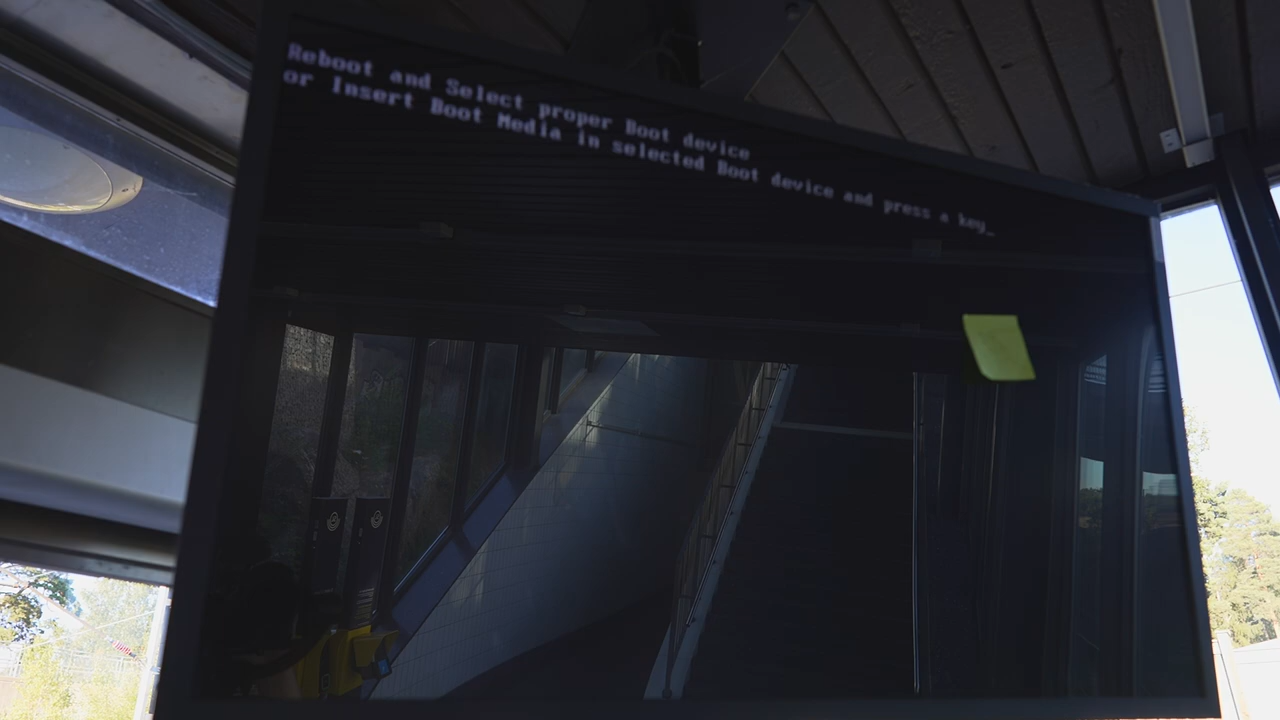 Reboot and Select proper Boot device
or Insert Boot Media in selected Boot device and press a key_